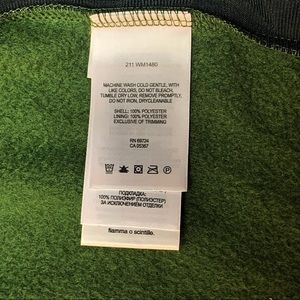 211 WM1480
MACHINE WASH COLD GENTLE, WITH
LIKE COLORS, DO NOT BLEACH,
TUMBLE DRY LOW, REMOVE PROMPTLY,
DO NOT IRON, DRYCLEANABLE
SHELL: 100% POLYESTER
LINING: 100% POLYESTER
EXCLUSIVE OF TRIMMING
RN 69724
CA 05367
ПОДКЛАДКА:
100% ПОЛИЭФИР (ПОЛИЭСТЕР)
ЗА ИСКЛЮЧЕНИЕМ ОТДЕЛКИ
fiamma o scintille.